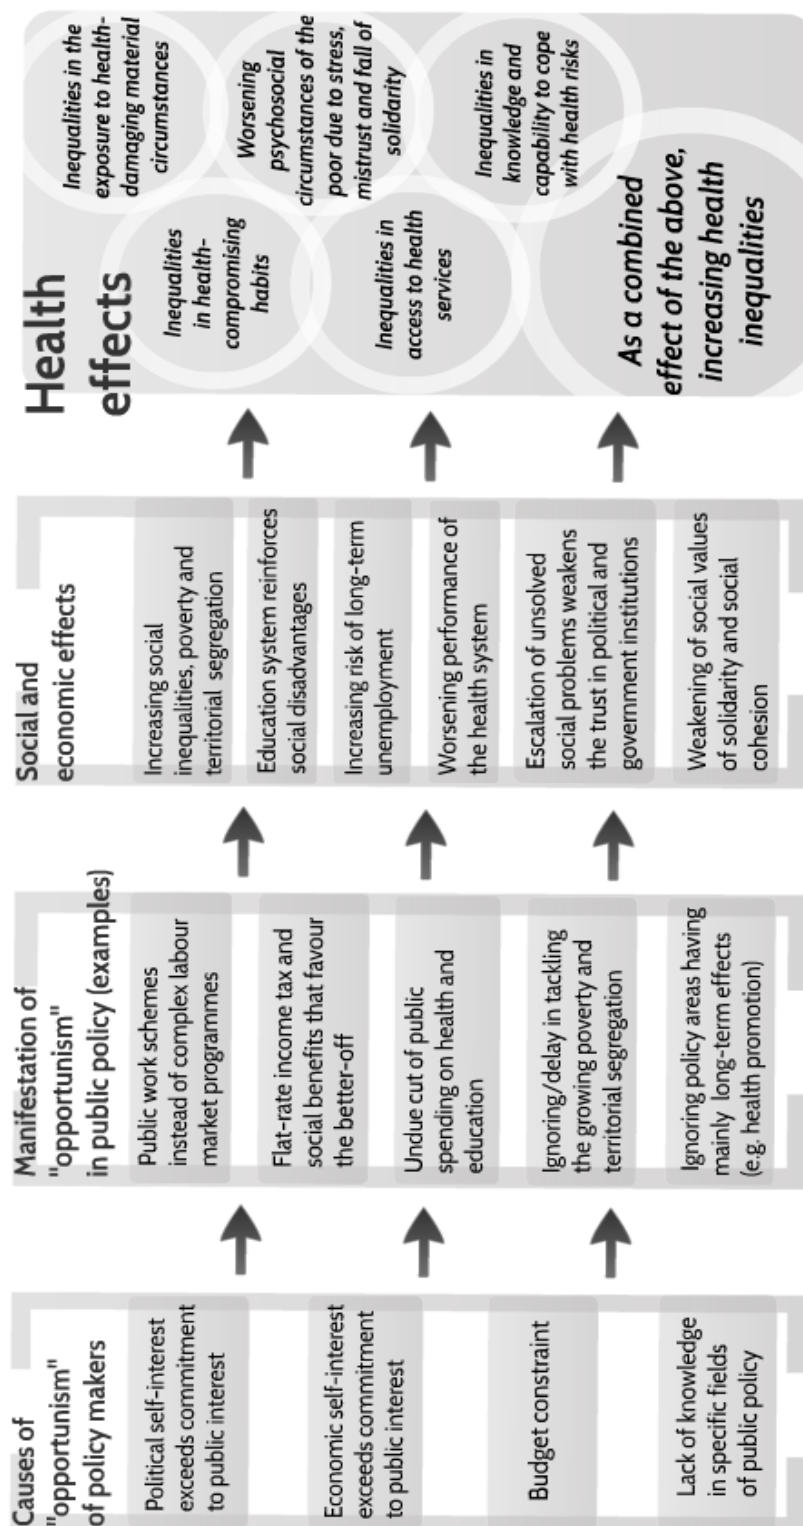 Causes of
"opportunism"
of policy makers
Political self-interest
exceeds commitment
to public interest
Economic self-interest
exceeds commitment
to public interest
Budget constraint
Lack of knowledge
in specific fields
of public policy
Manifestation of
"opportunism"
in public policy (examples)
Public work schemes
instead of complex labour
market programmes
Flat-rate income tax and
social benefits that favour
the better-off
Undue cut of public
spending on health and
education
Ignoring/delay in tackling
the growing poverty and
territorial segregation
Ignoring policy areas having
mainly long-term effects
(e.g. health promotion)
Social and
economic effects
Increasing social
inequalities, poverty and
territorial segregation
Education system reinforces
social disadvantages
Increasing risk of long-term
unemployment
Worsening performance of
the health system
Escalation of unsolved
social problems weakens
the trust in political and
government institutions
Weakening of social values
of solidarity and social
cohesion
Health
effects
Inequalities in the
exposure to health-
damaging material
circumstances
Inequalities
in health-
compromising
habits
Worsening
psychosocial
circumstances of the
poor due to stress,
mistrust and fall of
solidarity
Inequalities in
access to health
services
Inequalities in
knowledge and
capability to cope
with health risks
As a combined
effect of the above,
increasing health
inequalities